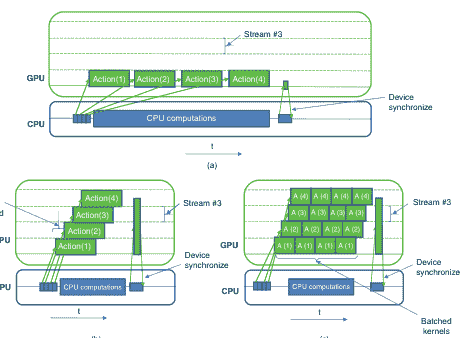 Stream #3
GPU
Action(1) Action(2) Action(3) Action(4)
Device
synchronize
CPU
CPU computations
t
(a)
Action(4)
Action(3)
Action(2)
Action(1)
Stream #3
Device
synchronize
CPU computations
t
A (4) A (4) A (4) A (4)
A (3) A (3) A (3) A (3)
A (2) A (2) A (2) A (2)
A (1) A (1) A (1) A (1)
Stream #3
GPU
Device
synchronize
CPU
CPU computations
t
Batched
kernels